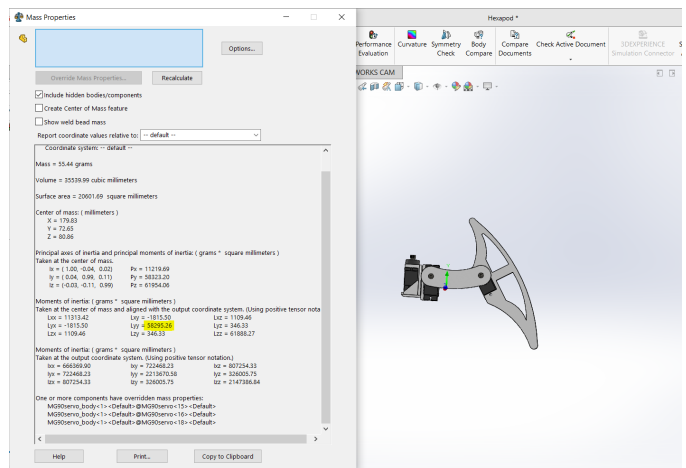 Mass Properties
Hexapod *
Options...
Override Mass Properties...
Recalculate
Include hidden bodies/components
Create Center of Mass feature
Show weld bead mass
Report coordinate values relative to:
-- default --
Coordinate system: -- default --
Mass = 55.44 grams
Volume = 35539.99 cubic millimeters
Surface area = 20601.69 square millimeters
Center of mass: ( millimeters )
X = 179.83
Y = 72.65
Z = 80.86
Principal axes of inertia and principal moments of inertia: ( grams * square millimeters )
Taken at the center of mass.
Ix = ( 1.00, -0.04, 0.02) Px = 11219.69
Iy = ( 0.04, 0.99, 0.11) Py = 58323.20
Iz = (-0.03, -0.11, 0.99) Pz = 61954.06
Moments of inertia: ( grams * square millimeters )
Taken at the center of mass and aligned with the output coordinate system. (Using positive tensor nota
Lxx = 11313.42 Lxy = -1815.50 Lxz = 1109.46
Lyx = -1815.50 Lyy = 58295.26 Lyz = 346.33
Lzx = 1109.46 Lzy = 346.33 Lzz = 61888.27
Moments of inertia: ( grams * square millimeters )
Taken at the output coordinate system. (Using positive tensor notation.)
Ixx = 666369.90 Ixy = 722468.23 Ixz = 807254.33
Iyx = 722468.23 Iyy = 2213670.58 Iyz = 326005.75
Izx = 807254.33 Izy = 326005.75 Izz = 2147386.84
One or more components have overridden mass properties:
MG90servo_body<1><Default>@MG90servo<15><Default>
MG90servo_body<1><Default>@MG90servo<16><Default>
MG90servo_body<1><Default>@MG90servo<18><Default>
Help
Print...
Copy to Clipboard
Performance Evaluation
Curvature
Symmetry Check
Body Compare
Compare Documents
Check Active Document
3DEXPERIENCE Simulation Connector
WORKS CAM